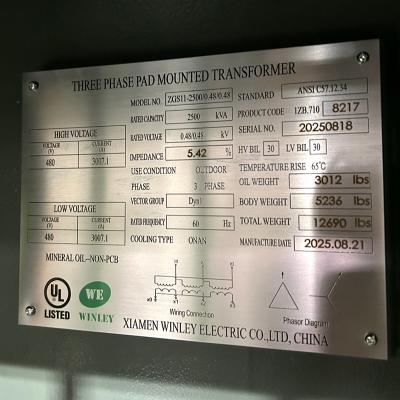 THREE PHASE PAD MOUNTED TRANSFORMER
MODEL NO. ZGS11-2500/0.48/0.48
STANDARD ANSI C57.12.34
RATED CAPACITY 2500 kVA
PRODUCT CODE 1ZB.710 8217
HIGH VOLTAGE
VOLTAGE (V) CURRENT (A)
480 3007.1
RATED VOLTAGE 0.48/0.48 kV
SERIAL NO. 20250818
IMPEDANCE 5.42 %
HV BIL 30 LV BIL 30
USE CONDITION OUTDOOR
TEMPERATURE RISE 65℃
PHASE 3 PHASE
OIL WEIGHT 3012 lbs
LOW VOLTAGE
VOLTAGE (V) CURRENT (A)
480 3007.1
VECTOR GROUP Dyn1
BODY WEIGHT 5236 lbs
RATED FREQUENCY 60 Hz
TOTAL WEIGHT 12690 lbs
COOLING TYPE ONAN
MANUFACTURE DATE 2025.08.21
MINERAL OIL--NON-PCB
UL
LISTED
WE
WINLEY
Wiring Connection
Phasor Diagram
XIAMEN WINLEY ELECTRIC CO.,LTD, CHINA